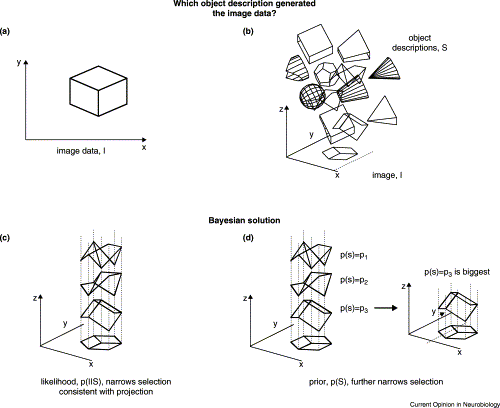 Which object description generated
the image data?
(a)
y
x
image data, I
(b)
object
descriptions, S
z
y
x
image, I
Bayesian solution
(c)
z
y
x
likelihood, p(IIS), narrows selection
consistent with projection
(d)
p(s)=p1
p(s)=p2
p(s)=p3
z
y
x
p(s)=p3 is biggest
z
y
x
prior, p(S), further narrows selection
Current Opinion in Neurobiology